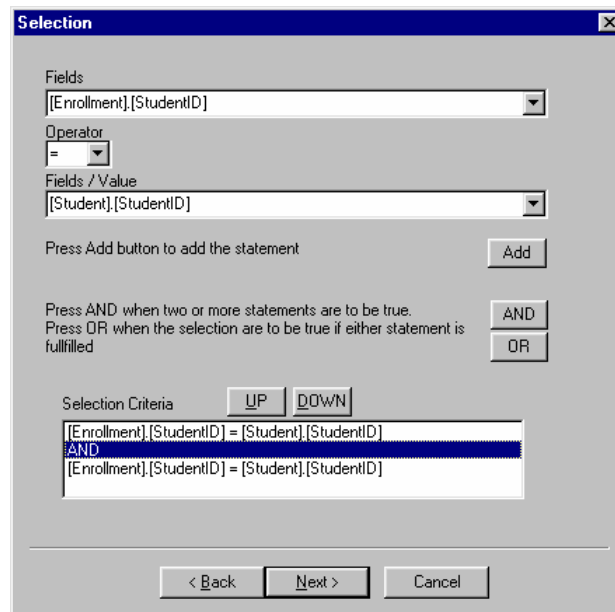 Selection
Fields
[Enrollment].[StudentID]
Operator
=
Fields / Value
[Student].[StudentID]
Press Add button to add the statement
Add
Press AND when two or more statements are to be true.
Press OR when the selection are to be true if either statement is
fullfilled
AND
OR
Selection Criteria
UP
DOWN
[Enrollment].[StudentID] = [Student].[StudentID]
AND
[Enrollment].[StudentID] = [Student].[StudentID]
< Back
Next >
Cancel